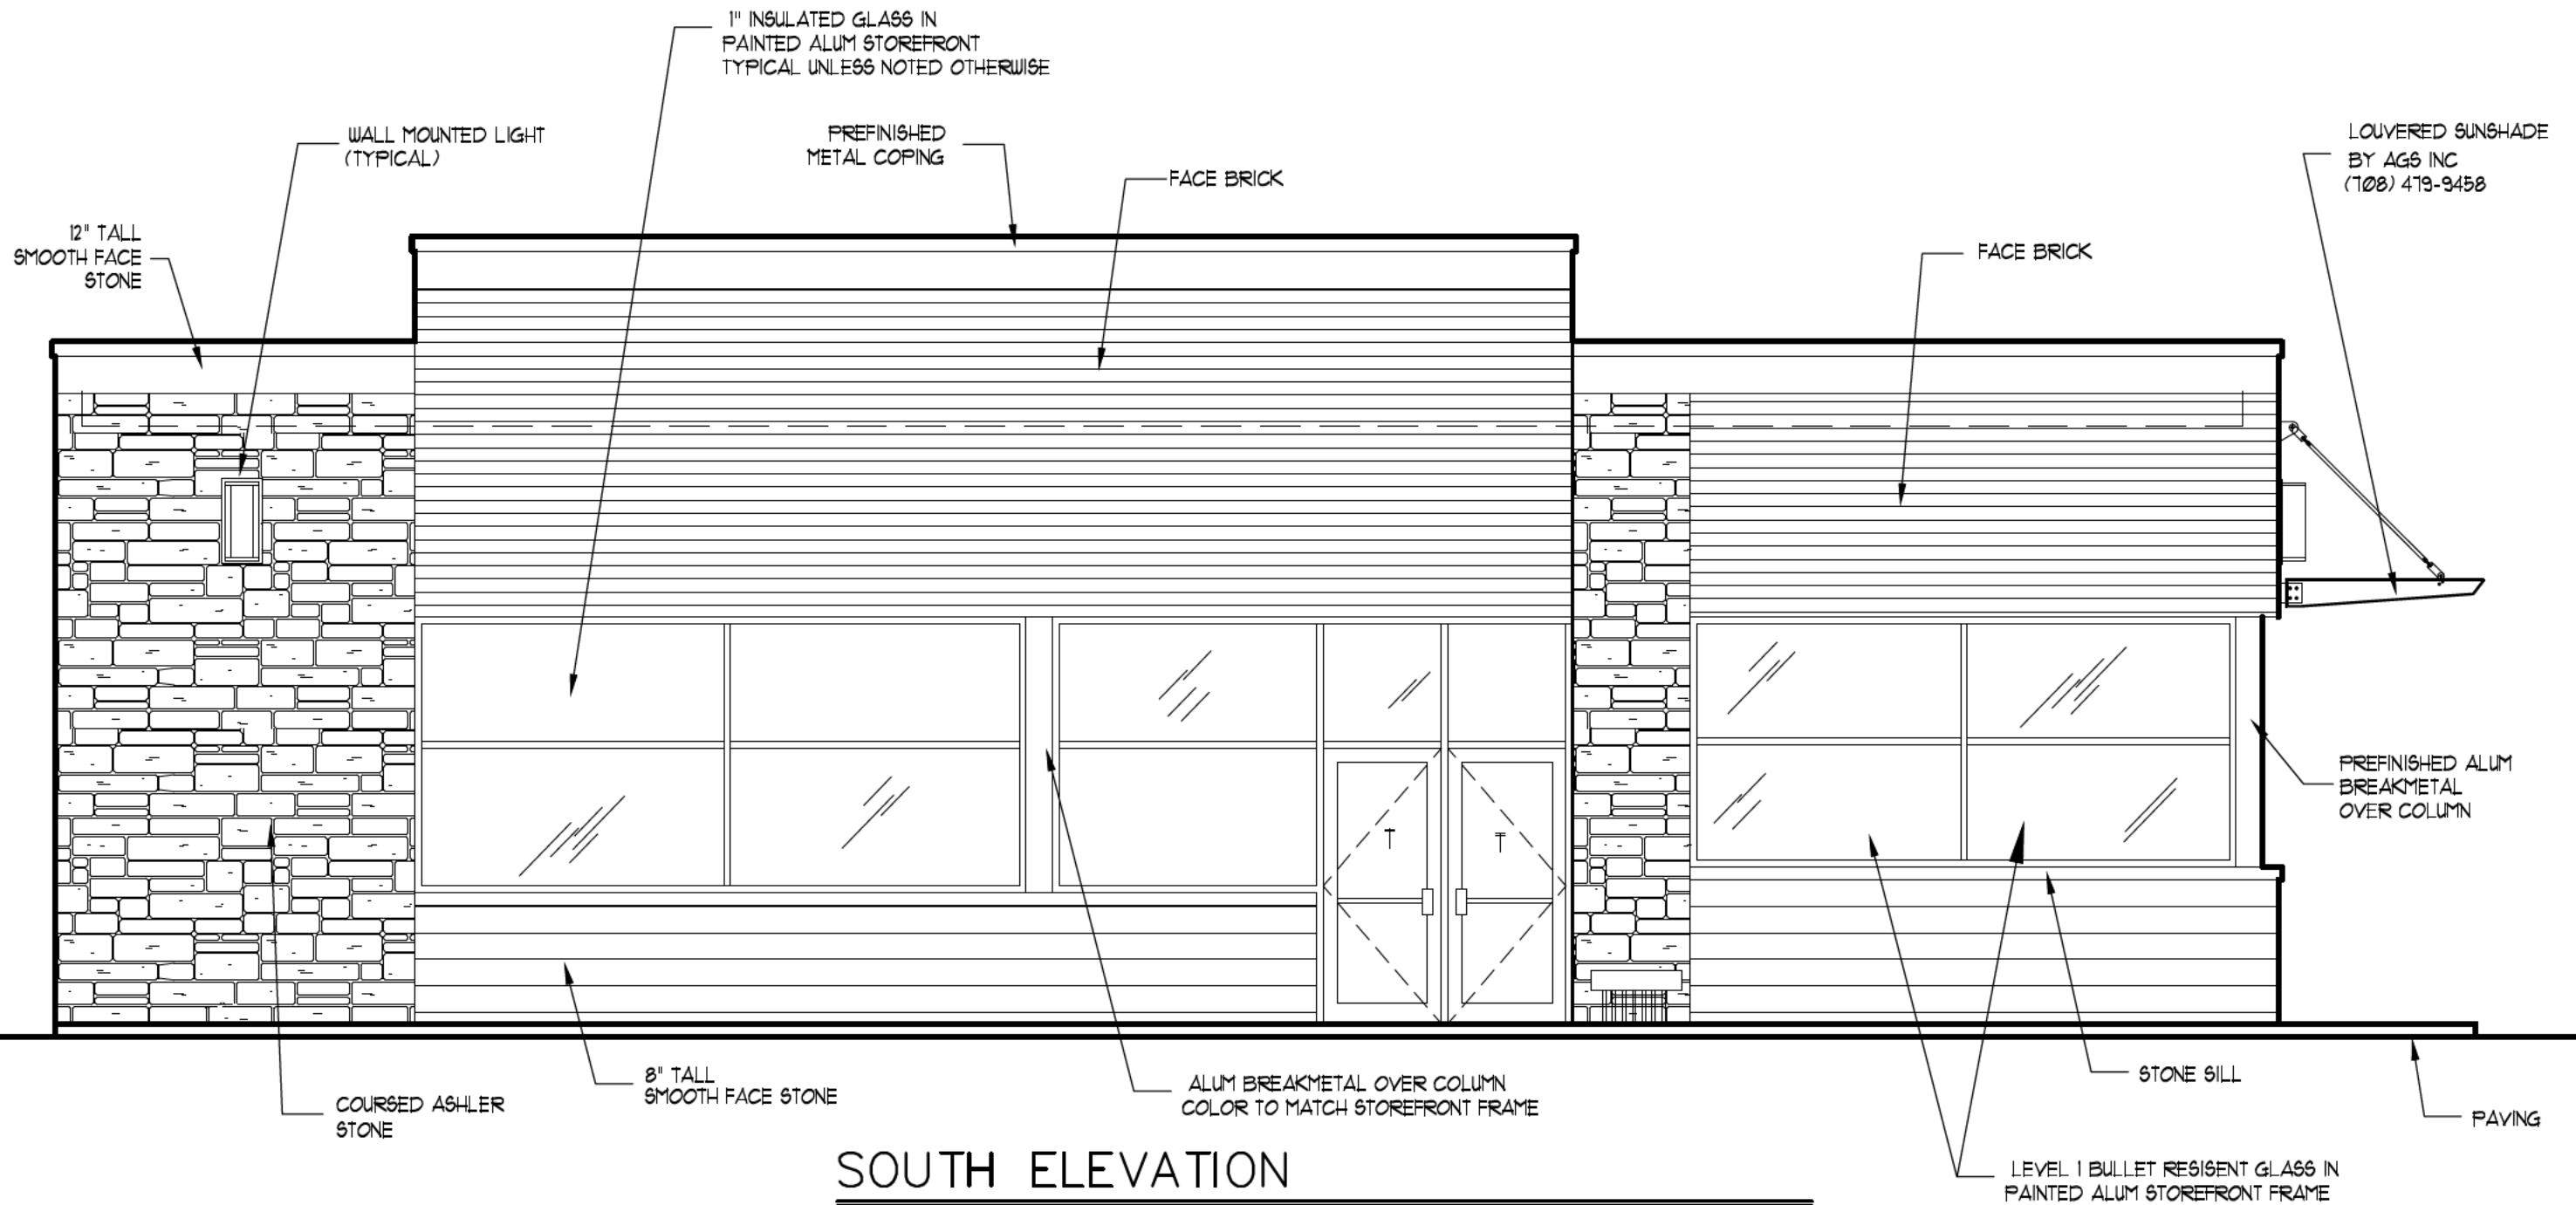 1" INSULATED GLASS IN
PAINTED ALUM STOREFRONT
TYPICAL UNLESS NOTED OTHERWISE
WALL MOUNTED LIGHT
(TYPICAL)
PREFINISHED
METAL COPING
FACE BRICK
LOUVERED SUNSHADE
BY AGS INC
(708) 479-9458
12" TALL
SMOOTH FACE
STONE
FACE BRICK
T
T
PREFINISHED ALUM
BREAKMETAL
OVER COLUMN
8" TALL
SMOOTH FACE STONE
ALUM BREAKMETAL OVER COLUMN
COLOR TO MATCH STOREFRONT FRAME
STONE SILL
COURSED ASHLER
STONE
PAVING
SOUTH ELEVATION
LEVEL 1 BULLET RESISENT GLASS IN
PAINTED ALUM STOREFRONT FRAME